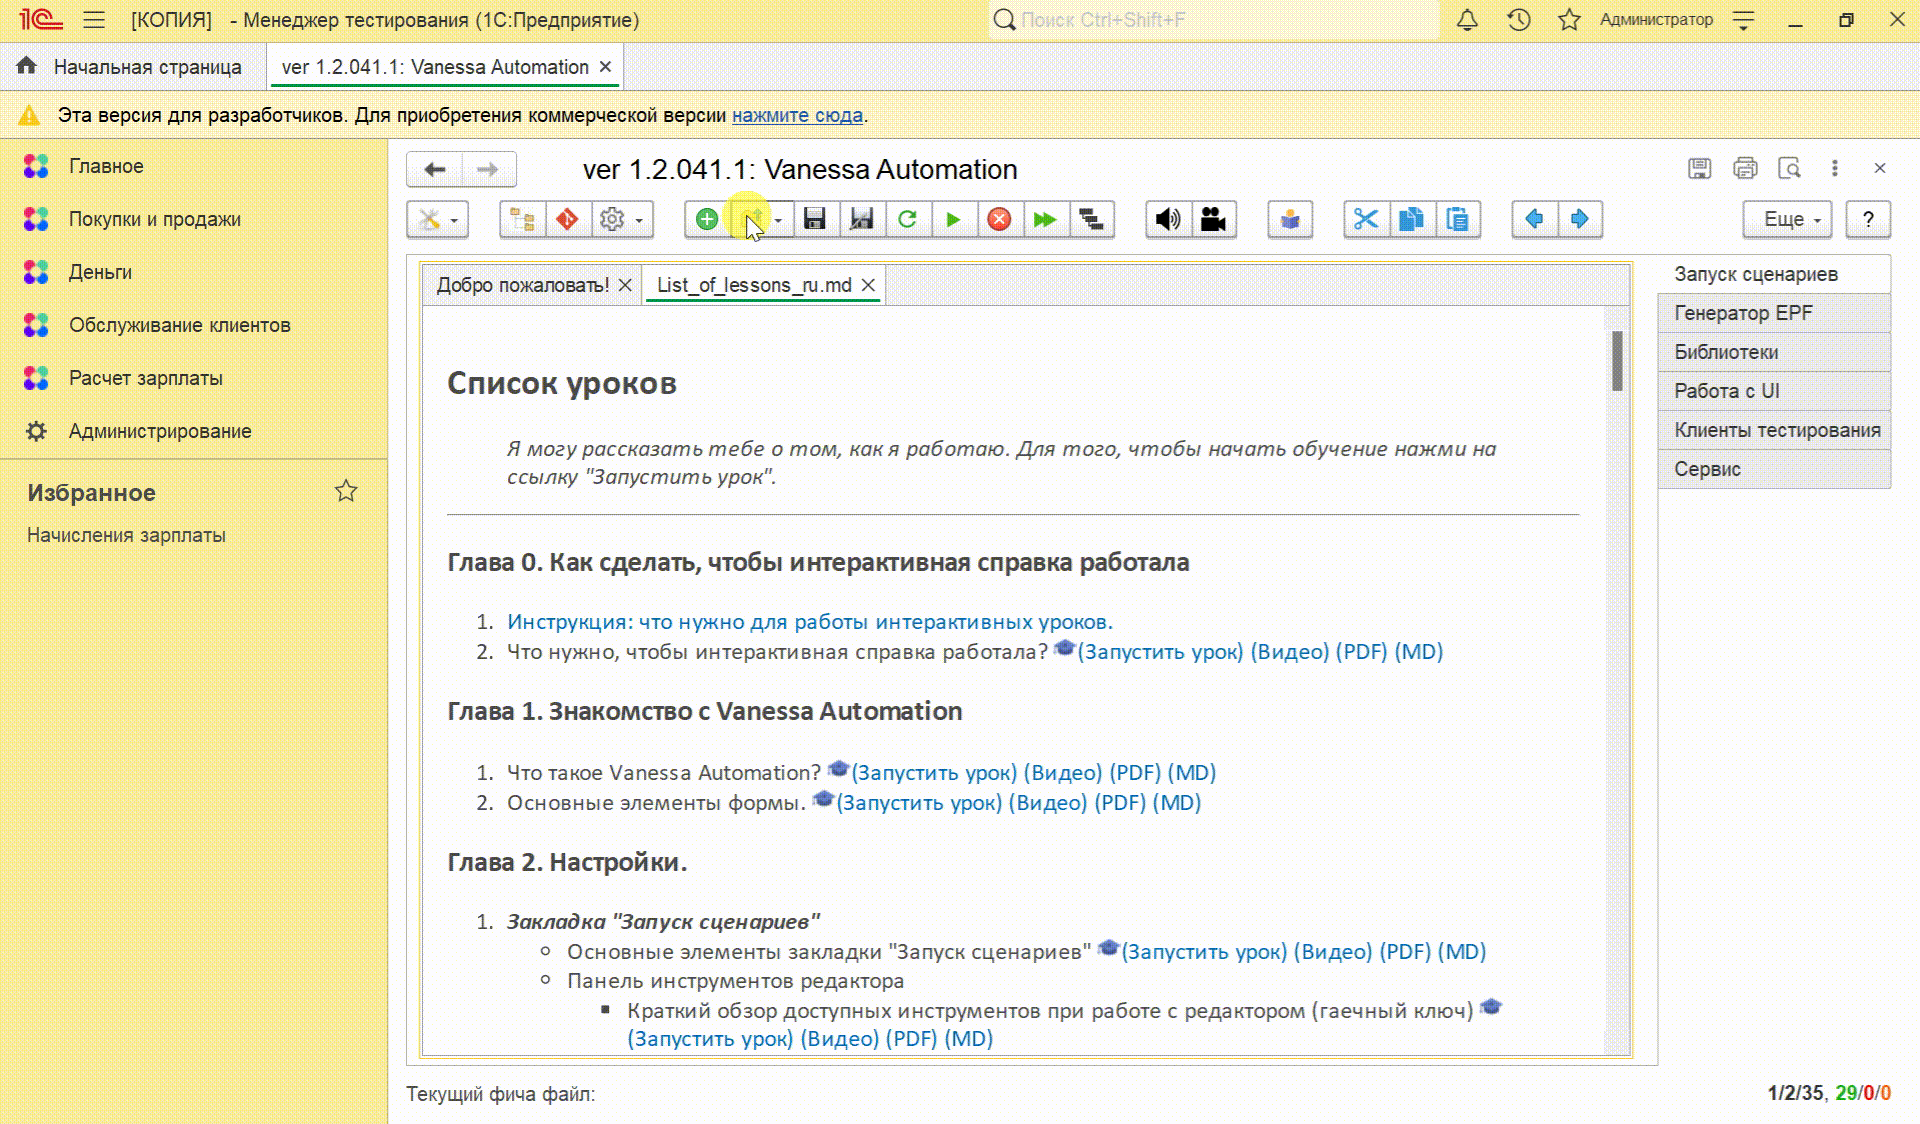 1С [КОПИЯ] - Менеджер тестирования (1С:Предприятие) Поиск Ctrl+Shift+F Администратор
Начальная страница ver 1.2.041.1: Vanessa Automation
Эта версия для разработчиков. Для приобретения коммерческой версии нажмите сюда.
Главное
Покупки и продажи
Деньги
Обслуживание клиентов
Расчет зарплаты
Администрирование
Избранное
Начисления зарплаты
ver 1.2.041.1: Vanessa Automation
Еще ?
Добро пожаловать! List_of_lessons_ru.md
Список уроков
Я могу рассказать тебе о том, как я работаю. Для того, чтобы начать обучение нажми на
ссылку "Запустить урок".
Глава 0. Как сделать, чтобы интерактивная справка работала
1. Инструкция: что нужно для работы интерактивных уроков.
2. Что нужно, чтобы интерактивная справка работала? (Запустить урок) (Видео) (PDF) (MD)
Глава 1. Знакомство с Vanessa Automation
1. Что такое Vanessa Automation? (Запустить урок) (Видео) (PDF) (MD)
2. Основные элементы формы. (Запустить урок) (Видео) (PDF) (MD)
Глава 2. Настройки.
1. Закладка "Запуск сценариев"
Основные элементы закладки "Запуск сценариев" (Запустить урок) (Видео) (PDF) (MD)
Панель инструментов редактора
Краткий обзор доступных инструментов при работе с редактором (гаечный ключ)
(Запустить урок) (Видео) (PDF) (MD)
Запуск сценариев
Генератор EPF
Библиотеки
Работа с UI
Клиенты тестирования
Сервис
Текущий фича файл:
1/2/35, 29/0/0